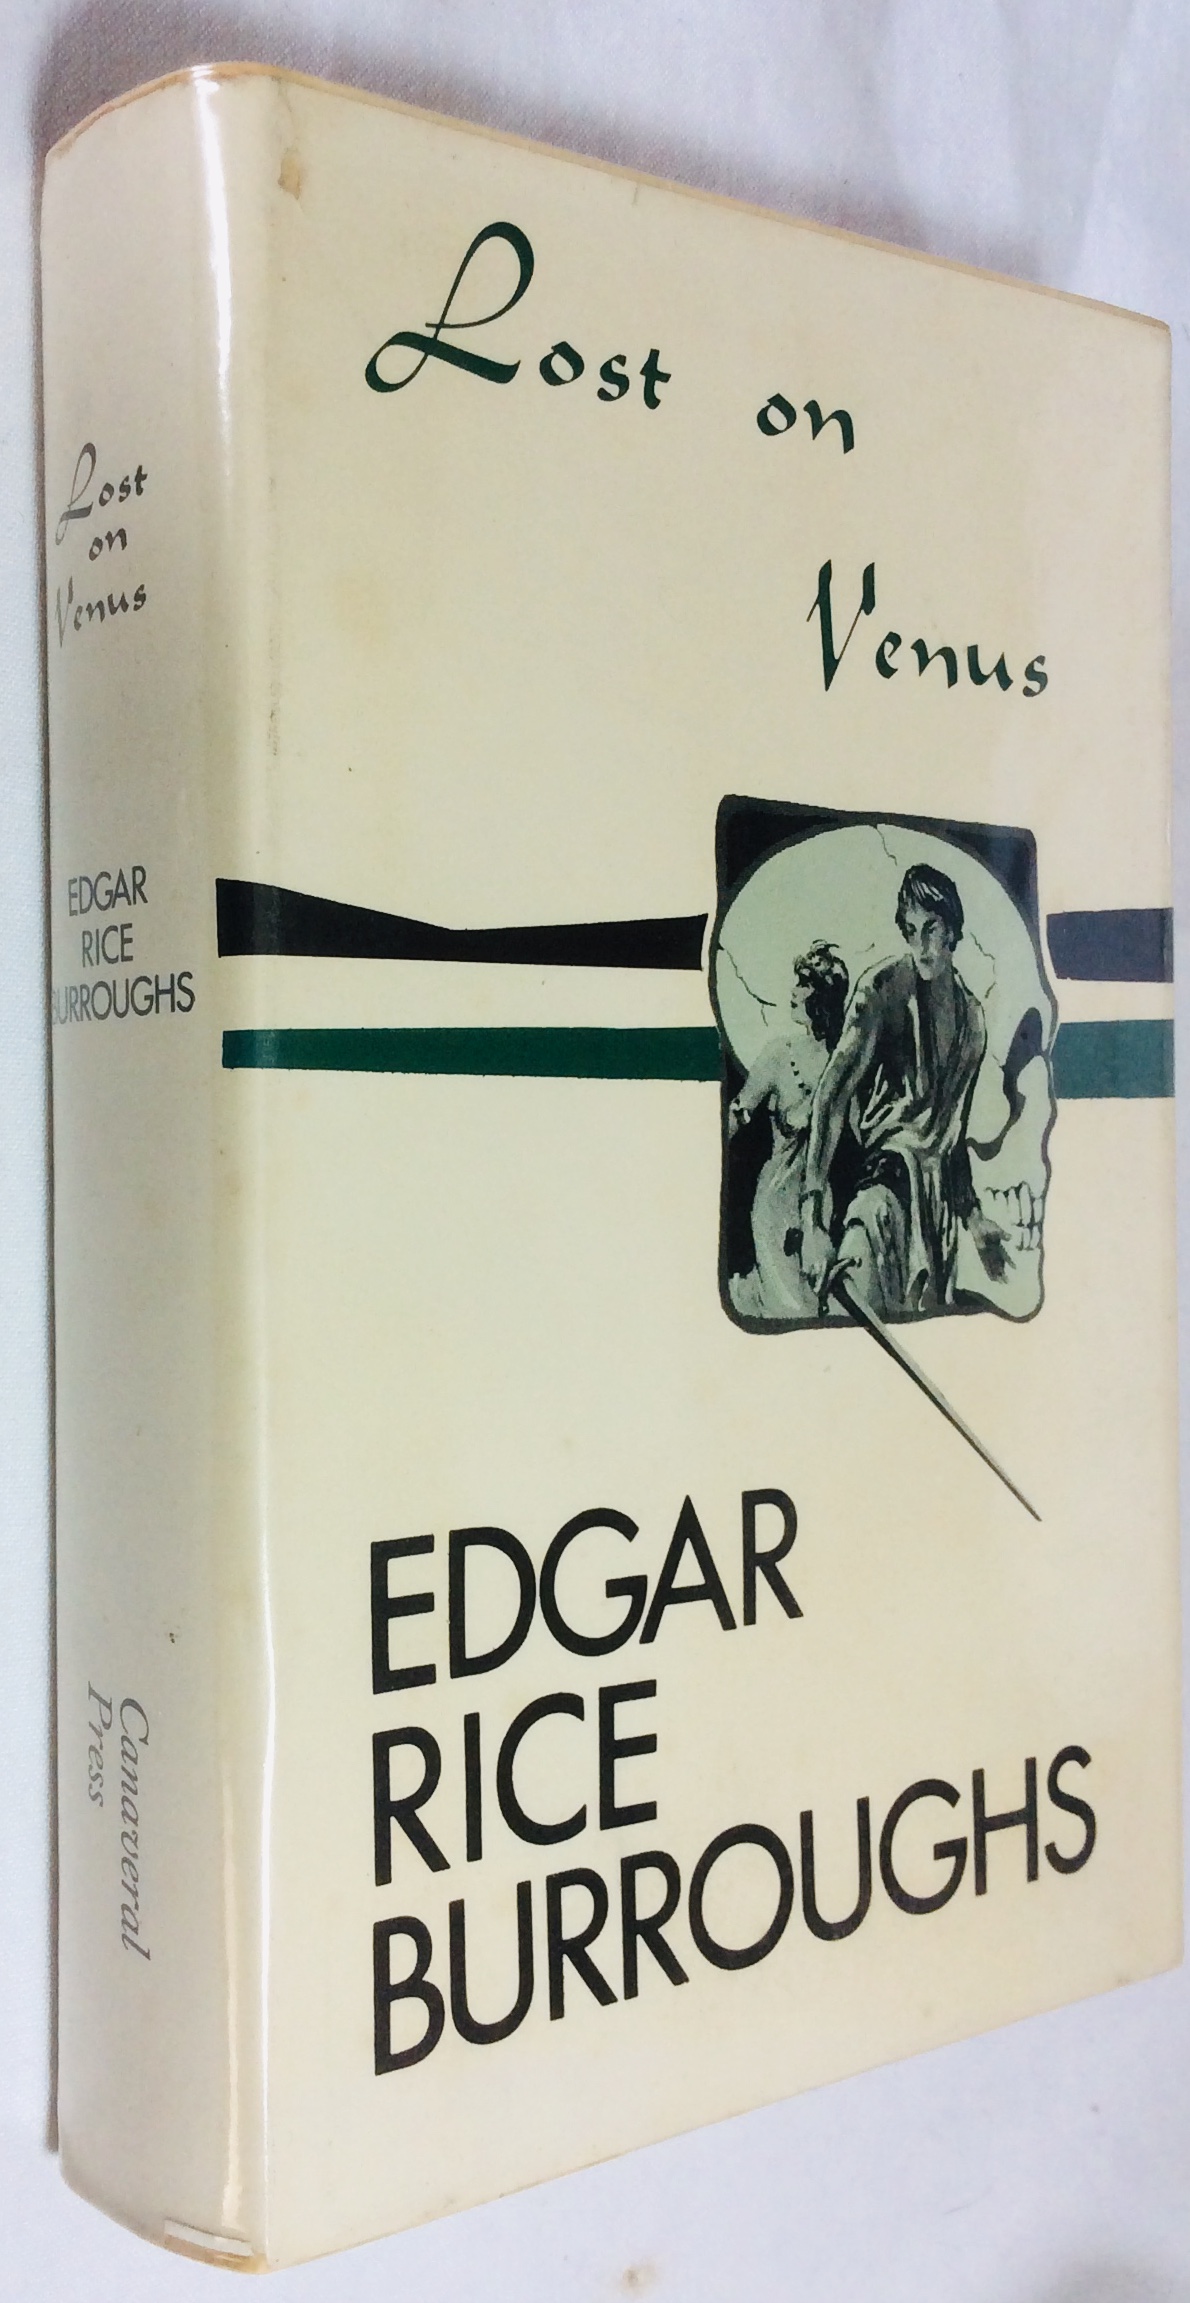 Lost on
Venus
EDGAR
RICE
BURROUGHS
Lost
on
Venus
EDGAR
RICE
BURROUGHS
Canaveral
Press